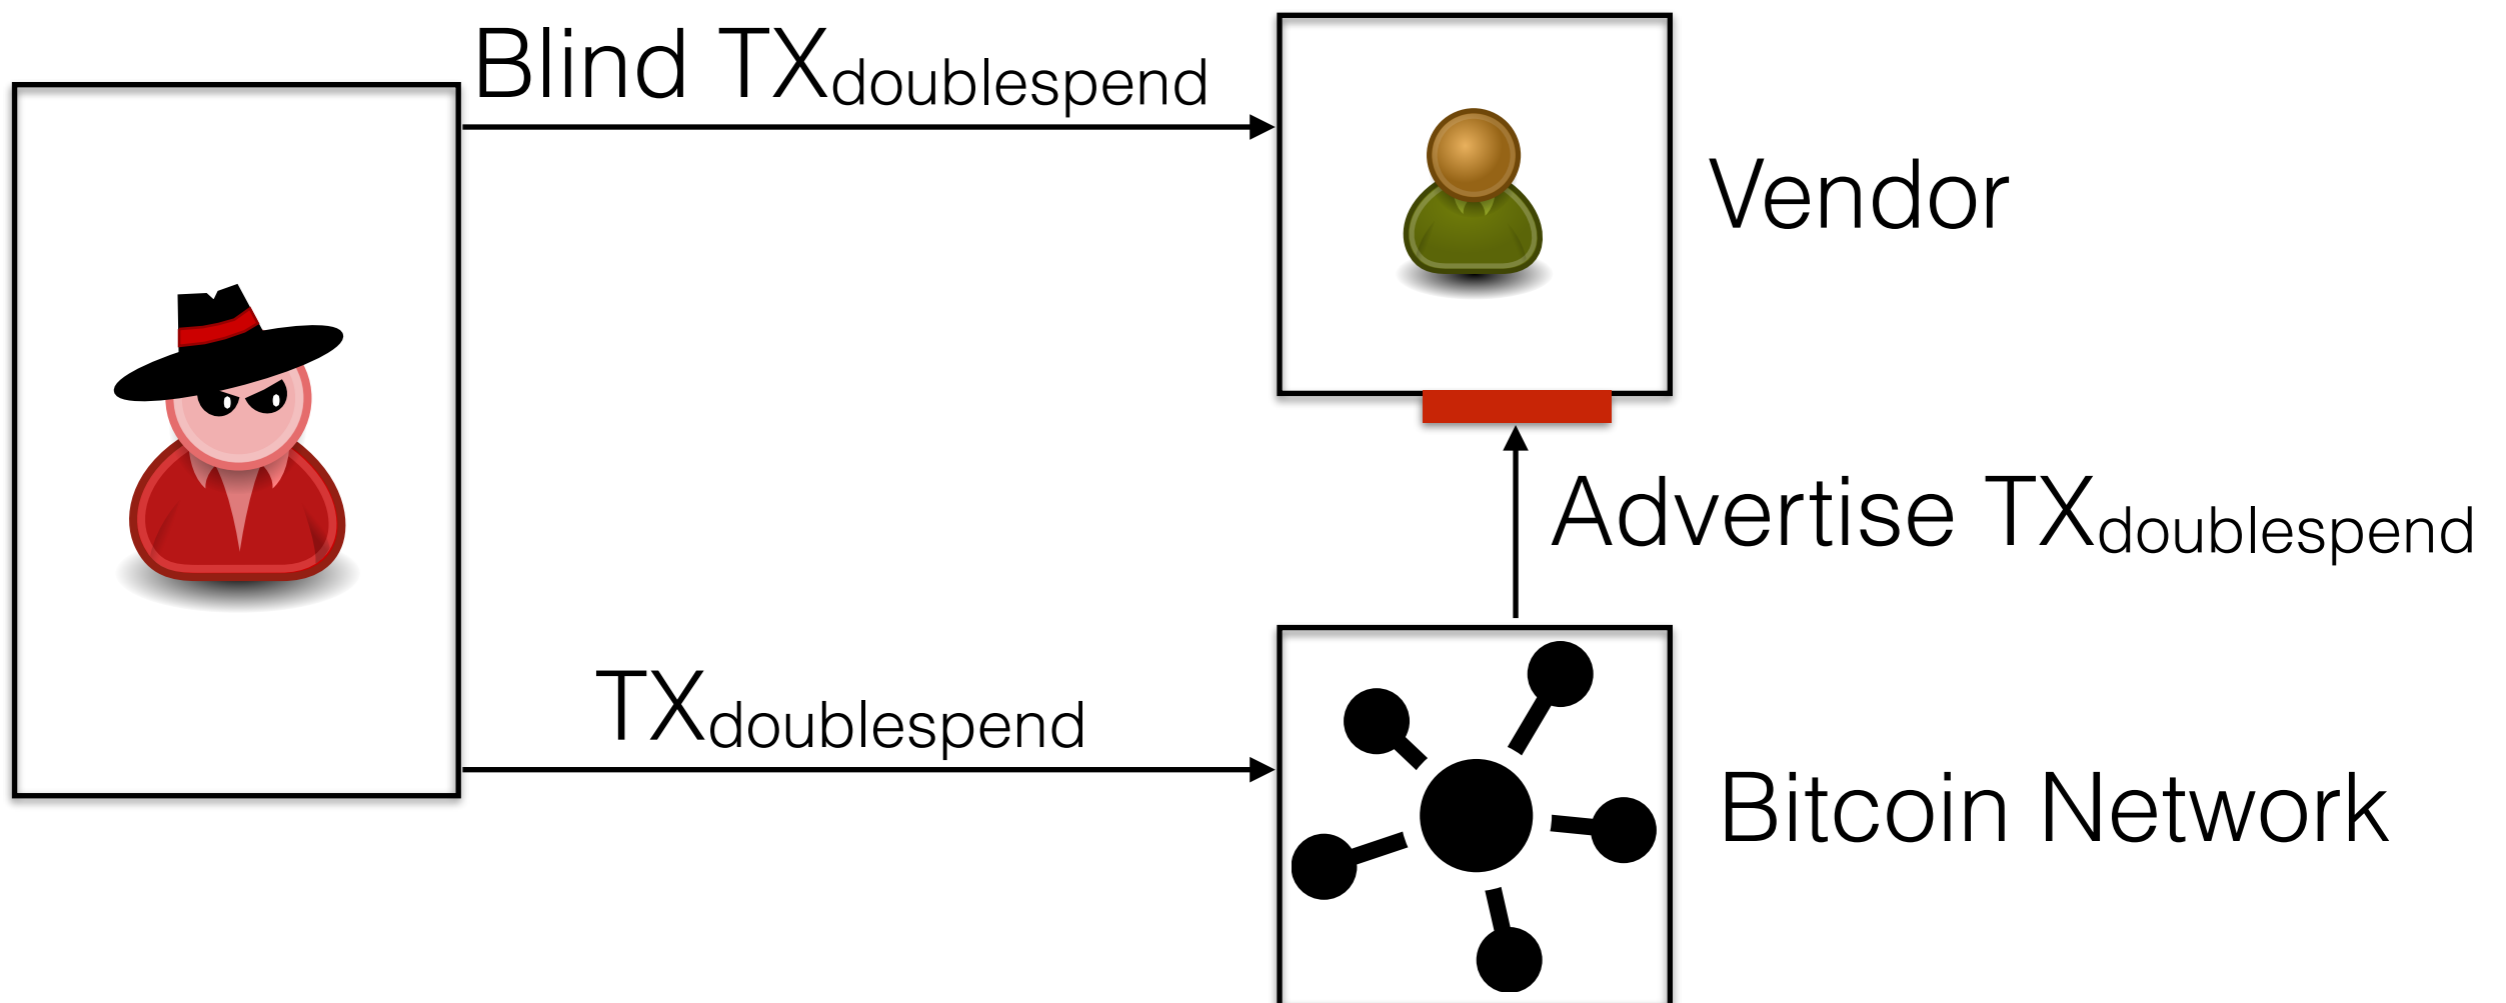 Blind TXdoublespend
Vendor
Advertise TXdoublespend
TXdoublespend
Bitcoin Network